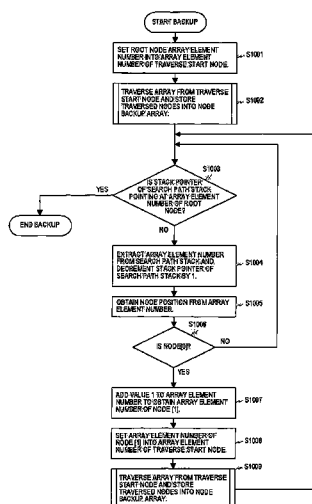 START BACKUP
SET ROOT NODE ARRAY ELEMENT
NUMBER INTO ARRAY ELEMENT
NUMBER OF TRAVERSE START NODE.
S1001
TRAVERSE ARRAY FROM TRAVERSE
START NODE AND STORE
TRAVERSED NODES INTO NODE
BACKUP ARRAY.
S1002
S1003
IS STACK POINTER
OF SEARCH PATH STACK
POINTING AT ARRAY ELEMENT
NUMBER OF ROOT
NODE?
YES
END BACKUP
NO
EXTRACT ARRAY ELEMENT NUMBER
FROM SEARCH PATH STACK AND
DECREMENT STACK POINTER OF
SEARCH PATH STACK BY 1.
S1004
OBTAIN NODE POSITION FROM ARRAY
ELEMENT NUMBER.
S1005
S1006
IS NODE[0]?
NO
YES
ADD VALUE 1 TO ARRAY ELEMENT
NUMBER TO OBTAIN ARRAY ELEMENT
NUMBER OF NODE [1].
S1007
SET ARRAY ELEMENT NUMBER OF
NODE [1] INTO ARRAY ELEMENT
NUMBER OF TRAVERSE START NODE.
S1008
TRAVERSE ARRAY FROM TRAVERSE
START NODE AND STORE
TRAVERSED NODES INTO NODE
BACKUP ARRAY.
S1009